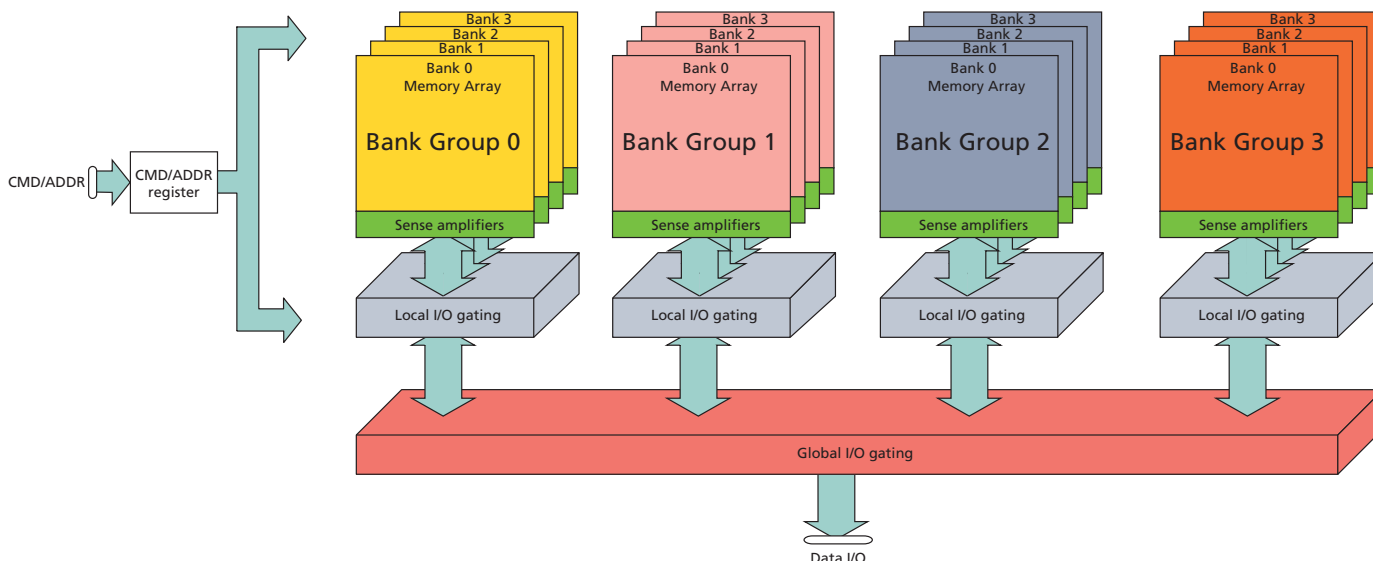 Bank 3
Bank 2
Bank 1
Bank 0
Memory Array
Bank Group 0
Sense amplifiers
Local I/O gating
Bank 3
Bank 2
Bank 1
Bank 0
Memory Array
Bank Group 1
Sense amplifiers
Local I/O gating
Bank 3
Bank 2
Bank 1
Bank 0
Memory Array
Bank Group 2
Sense amplifiers
Local I/O gating
Bank 3
Bank 2
Bank 1
Bank 0
Memory Array
Bank Group 3
Sense amplifiers
Local I/O gating
CMD/ADDR
CMD/ADDR
register
Global I/O gating
Data I/O